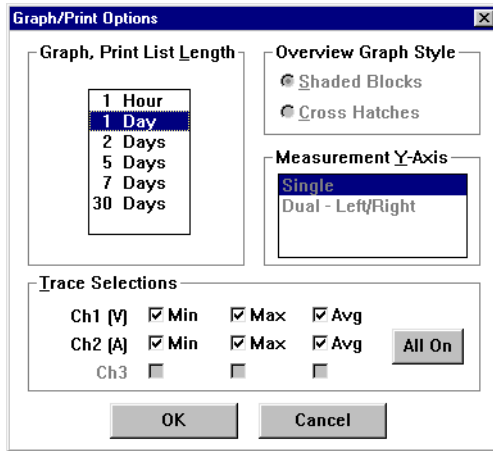 Graph/Print Options
Graph, Print List Length
1 Hour
1 Day
2 Days
5 Days
7 Days
30 Days
Overview Graph Style
Shaded Blocks
Cross Hatches
Measurement Y-Axis
Single
Dual - Left/Right
Trace Selections
Ch1 (V) Min Max Avg
Ch2 (A) Min Max Avg
Ch3
All On
OK Cancel